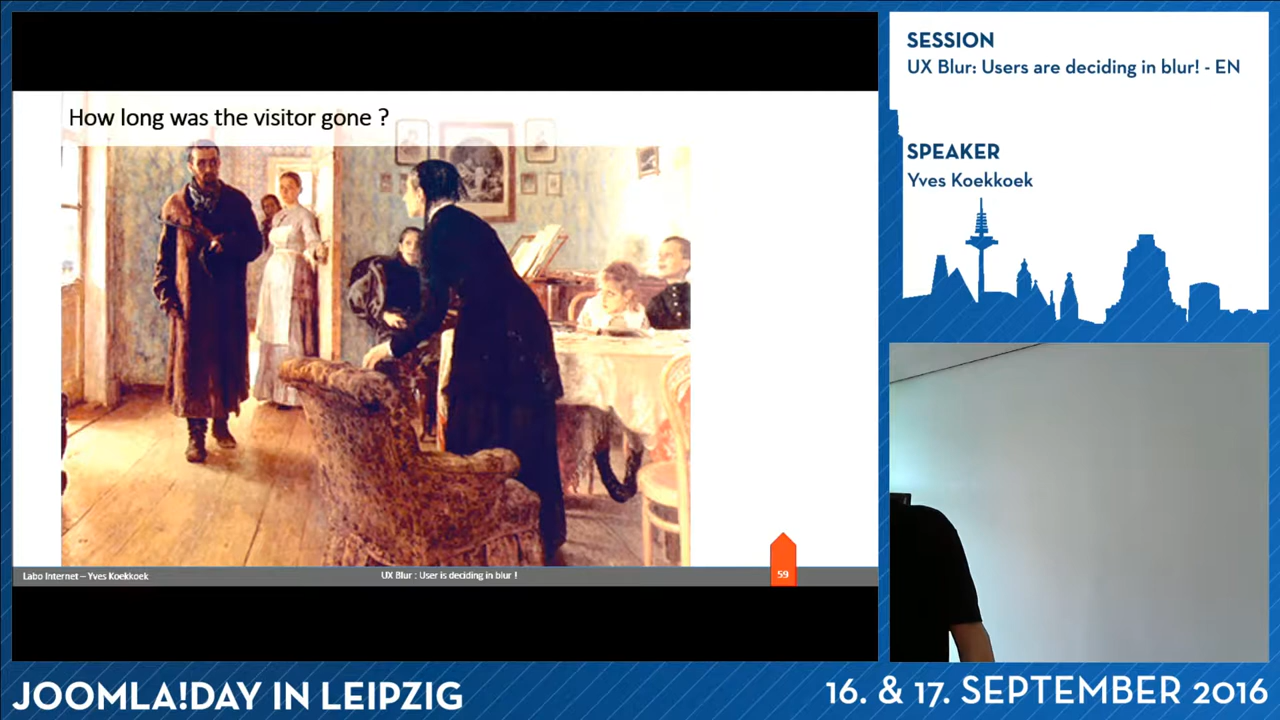 How long was the visitor gone ?
Labo Internet – Yves Koekkoek
UX Blur : User is deciding in blur !
59
SESSION
UX Blur: Users are deciding in blur! - EN
SPEAKER
Yves Koekkoek
JOOMLA!DAY IN LEIPZIG
16. & 17. SEPTEMBER 2016